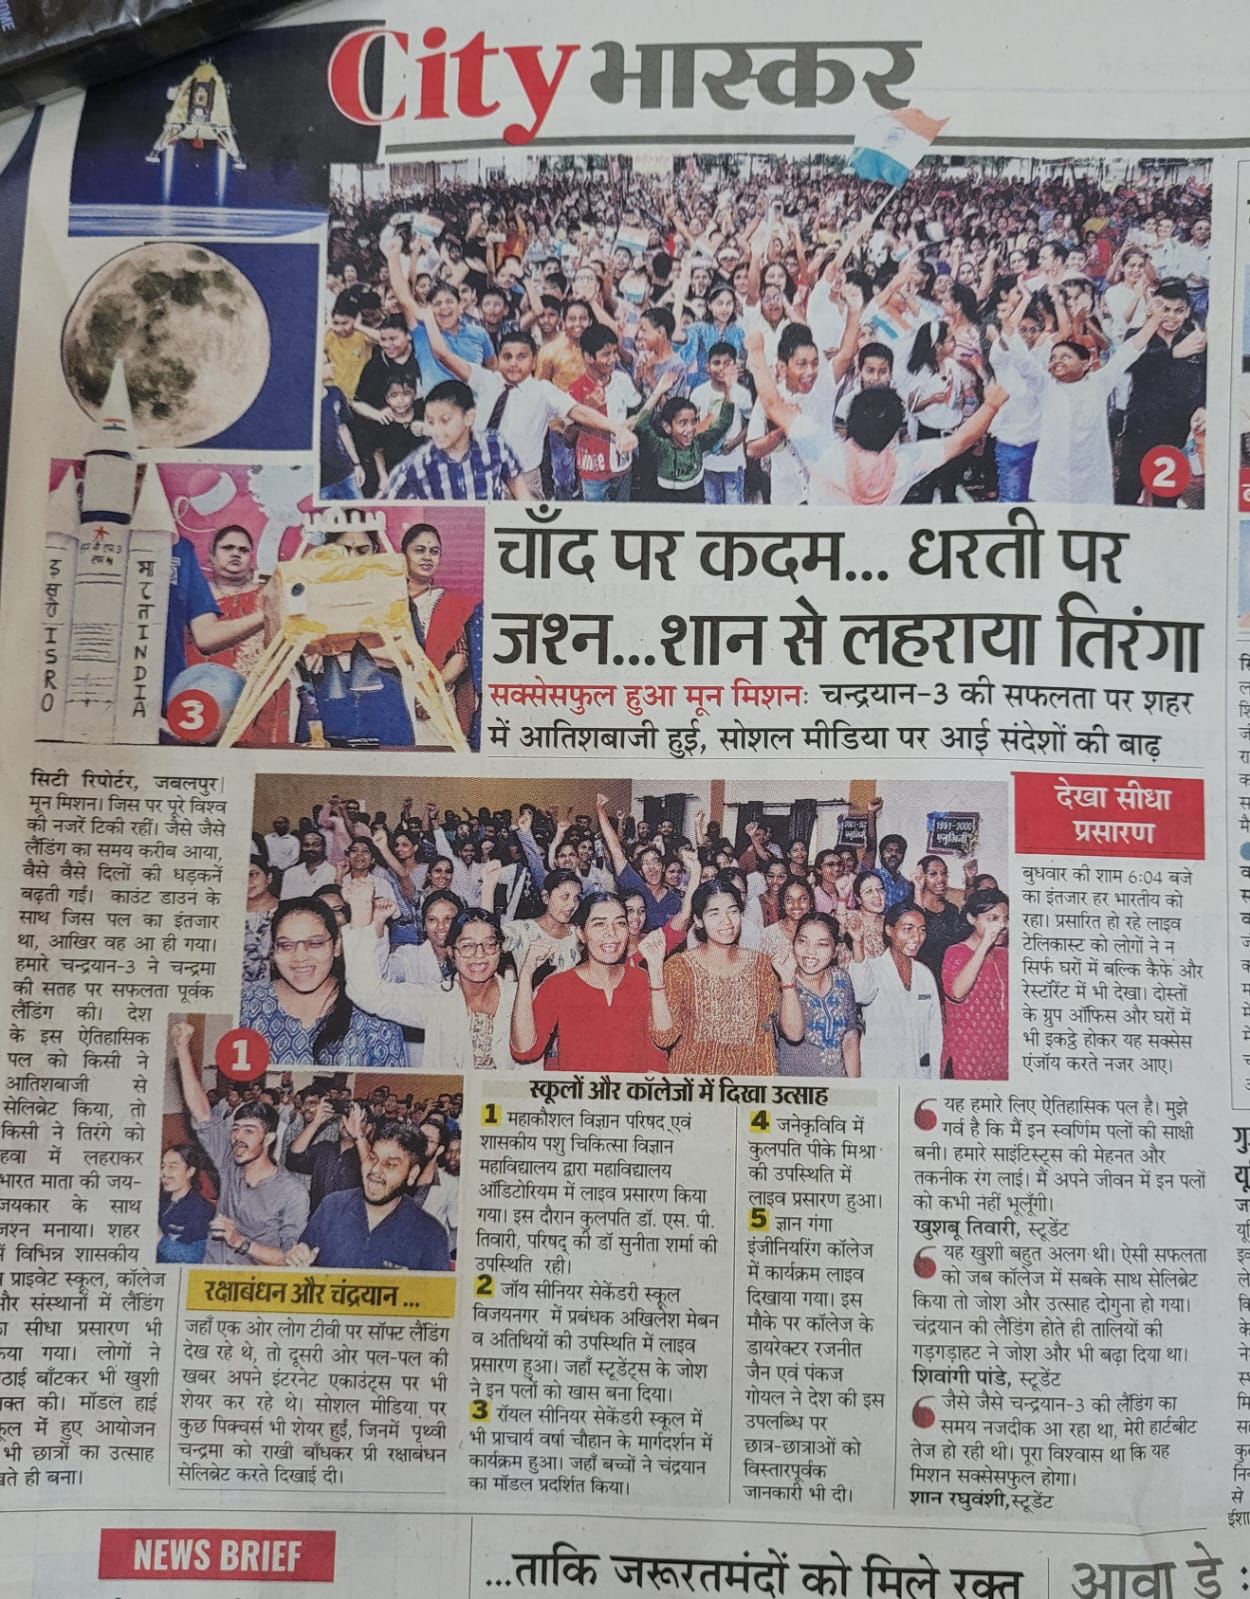 City भास्कर
2
चाँद पर कदम... धरती पर
जश्न...शान से लहराया तिरंगा
सक्सेसफुल हुआ मून मिशनः चन्द्रयान-3 की सफलता पर शहर
में आतिशबाजी हुई, सोशल मीडिया पर आई संदेशों की बाढ़
इसरो ISRO
भारत INDIA
3
सिटी रिपोर्टर, जबलपुर।
मून मिशन। जिस पर पूरे विश्व
की नजरें टिकी रहीं। जैसे जैसे
लैंडिंग का समय करीब आया,
वैसे वैसे दिलों की धड़कनें
बढ़ती गईं। काउंट डाउन के
साथ जिस पल का इंतजार
था, आखिर वह आ ही गया।
हमारे चन्द्रयान-3 ने चन्द्रमा
की सतह पर सफलता पूर्वक
लैंडिंग की। देश
के इस ऐतिहासिक
पल को किसी ने
आतिशबाजी से
सेलिब्रेट किया, तो
किसी ने तिरंगे को
हवा में लहराकर
भारत माता की जय-
जयकार के साथ
जश्न मनाया। शहर
विभिन्न शासकीय
प्राइवेट स्कूल, कॉलेज
और संस्थानों में लैंडिंग
सीधा प्रसारण भी
गया। लोगों ने
बाँटकर भी खुशी
की। मॉडल हाई
में हुए आयोजन
भी छात्रों का उत्साह
ही बना।
1991-2000
1
देखा सीधा
प्रसारण
बुधवार की शाम 6:04 बजे
का इंतजार हर भारतीय को
रहा। प्रसारित हो रहे लाइव
टेलिकास्ट को लोगों ने न
सिर्फ घरों में बल्कि कैफे और
रेस्टॉरेंट में भी देखा। दोस्तों
के ग्रुप ऑफिस और घरों में
भी इकट्ठे होकर यह सक्सेस
एंजॉय करते नजर आए।
रक्षाबंधन और चंद्रयान ...
जहाँ एक ओर लोग टीवी पर सॉफ्ट लैंडिंग
देख रहे थे, तो दूसरी ओर पल-पल की
खबर अपने इंटरनेट एकाउंट्स पर भी
शेयर कर रहे थे। सोशल मीडिया पर
कुछ पिक्चर्स भी शेयर हुईं, जिनमें पृथ्वी
चन्द्रमा को राखी बाँधकर प्री रक्षाबंधन
सेलिब्रेट करते दिखाई दी।
स्कूलों और कॉलेजों में दिखा उत्साह
1 महाकौशल विज्ञान परिषद् एवं
शासकीय पशु चिकित्सा विज्ञान
महाविद्यालय द्वारा महाविद्यालय
ऑडिटोरियम में लाइव प्रसारण किया
गया। इस दौरान कुलपति डॉ. एस. पी.
तिवारी, परिषद् की डॉ सुनीता शर्मा की
उपस्थिति रही।
2 जॉय सीनियर सेकेंडरी स्कूल
विजयनगर में प्रबंधक अखिलेश मेबन
व अतिथियों की उपस्थिति में लाइव
प्रसारण हुआ। जहाँ स्टूडेंट्स के जोश
ने इन पलों को खास बना दिया।
3 रॉयल सीनियर सेकेंडरी स्कूल में
भी प्राचार्य वर्षा चौहान के मार्गदर्शन में
कार्यक्रम हुआ। जहाँ बच्चों ने चंद्रयान
का मॉडल प्रदर्शित किया।
4 जनेकृविवि में
कुलपति पीके मिश्रा
की उपस्थिति में
लाइव प्रसारण हुआ।
5 ज्ञान गंगा
इंजीनियरिंग कॉलेज
में कार्यक्रम लाइव
दिखाया गया। इस
मौके पर कॉलेज के
डायरेक्टर रजनीत
जैन एवं पंकज
गोयल ने देश की इस
उपलब्धि पर
छात्र-छात्राओं को
विस्तारपूर्वक
जानकारी भी दी।
यह हमारे लिए ऐतिहासिक पल है। मुझे
गर्व है कि मैं इन स्वर्णिम पलों की साक्षी
बनी। हमारे साइंटिस्ट्स की मेहनत और
तकनीक रंग लाई। मैं अपने जीवन में इन पलों
को कभी नहीं भूलूँगी।
खुशबू तिवारी, स्टूडेंट
यह खुशी बहुत अलग थी। ऐसी सफलता
को जब कॉलेज में सबके साथ सेलिब्रेट
किया तो जोश और उत्साह दोगुना हो गया।
चंद्रयान की लैंडिंग होते ही तालियों की
गड़गड़ाहट ने जोश और भी बढ़ा दिया था।
शिवांगी पांडे, स्टूडेंट
जैसे जैसे चन्द्रयान-3 की लैंडिंग का
समय नजदीक आ रहा था, मेरी हार्टबीट
तेज हो रही थी। पूरा विश्वास था कि यह
मिशन सक्सेसफुल होगा।
शान रघुवंशी,स्टूडेंट
NEWS BRIEF
...ताकि जरूरतमंदों को मिले रक्त
आवा डे